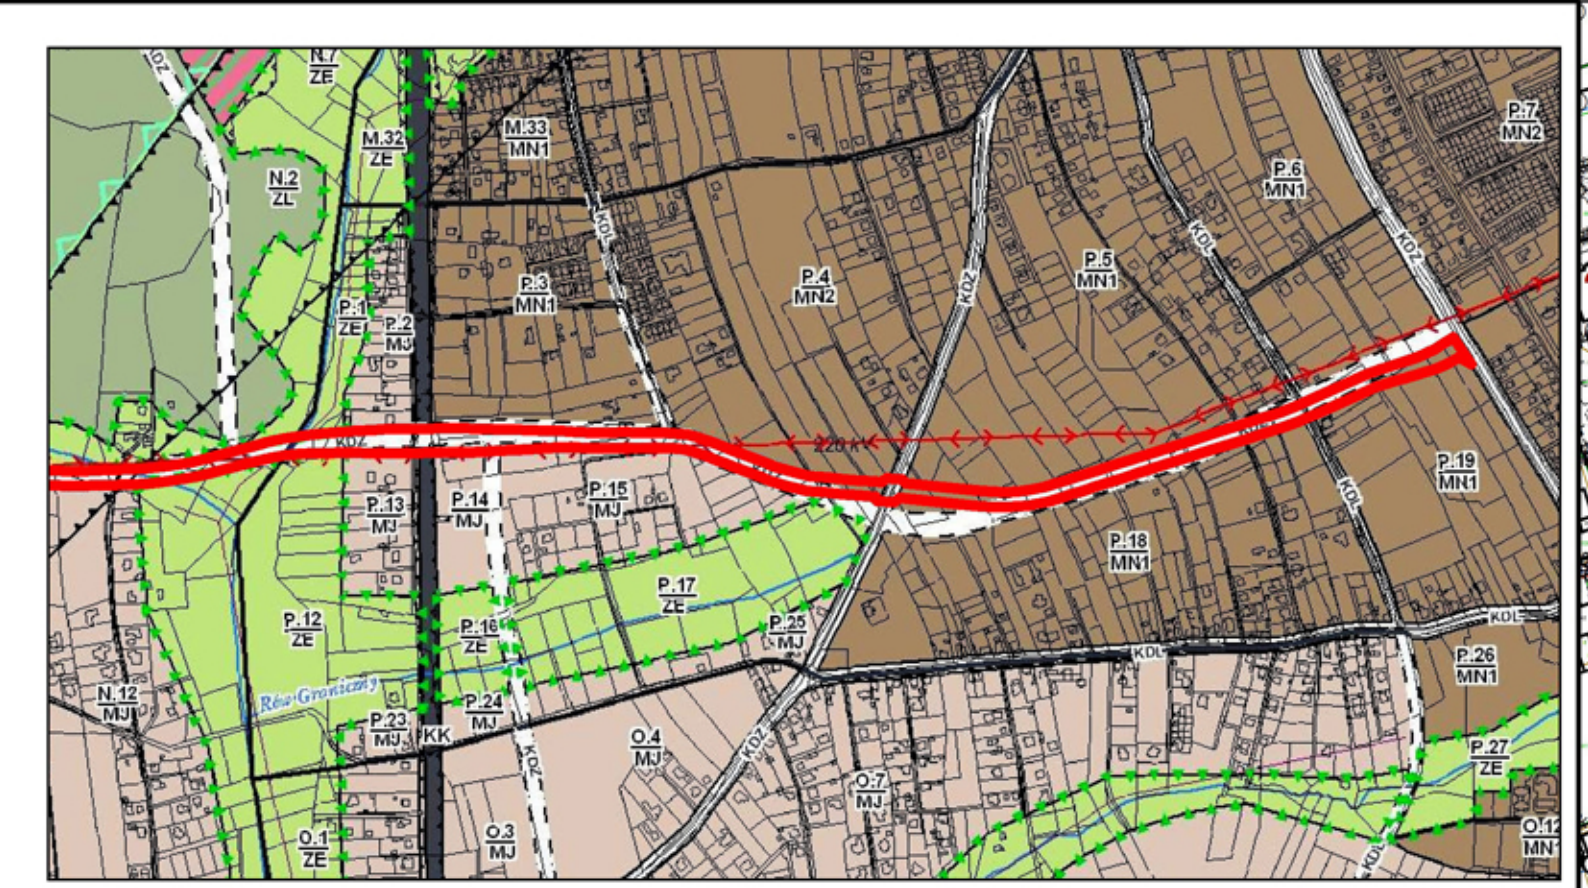 KDZ
N.7
ZE
M.32
ZE
M.33
MN1
P.7
MN2
N.2
ZL
P.6
MN1
KDL
KDL
KDZ
P.1
ZE
P.2
MJ
P.3
MN1
P.4
MN2
KDZ
P.5
MN1
KDZ
220 kV
P.13
MJ
P.14
MJ
P.15
MJ
P.19
MN1
KDL
P.18
MN1
P.12
ZE
P.16
ZE
P.17
ZE
P.25
MJ
KDL
KDL
P.26
MN1
N.12
MJ
Rów Graniczny
P.23
MJ
KK
P.24
MJ
KDZ
O.4
MJ
KDZ
P.27
ZE
O.7
MJ
O.1
ZE
O.3
MJ
KDL
O.12
MN1